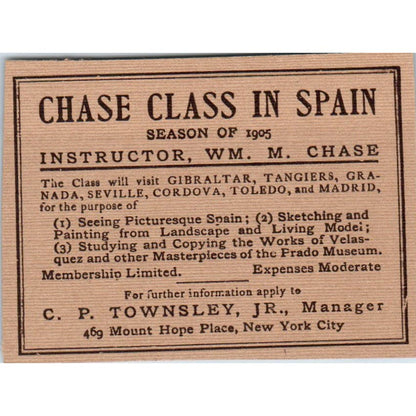 CHASE CLASS IN SPAIN
SEASON OF 1905
INSTRUCTOR, WM. M. CHASE
The Class will visit GIBRALTAR, TANGIERS, GRA-
NADA, SEVILLE, CORDOVA, TOLEDO, and MADRID,
for the purpose of
(1) Seeing Picturesque Spain; (2) Sketching and
Painting from Landscape and Living Model;
(3) Studying and Copying the Works of Velas-
quez and other Masterpieces of the Prado Museum.
Membership Limited. Expenses Moderate
For further information apply to
C. P. TOWNSLEY, JR., Manager
469 Mount Hope Place, New York City